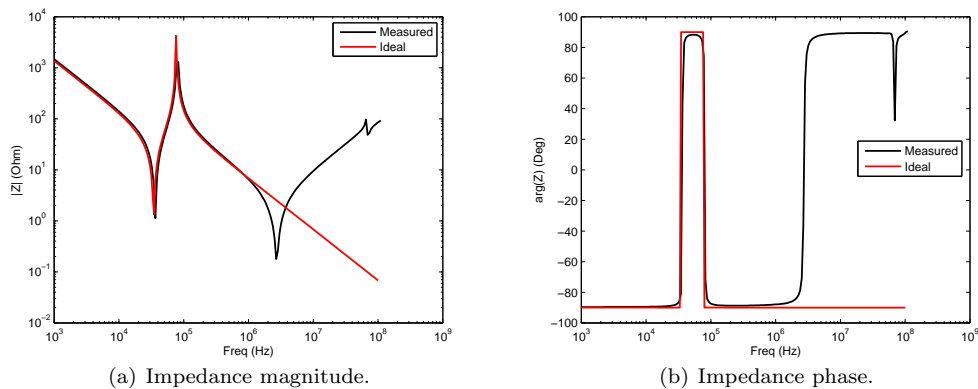 10^4
10^3
10^2
10^1
10^0
10^-1
10^-2
|Z| (Ohm)
10^3 10^4 10^5 10^6 10^7 10^8 10^9
Freq (Hz)
Measured
Ideal
(a) Impedance magnitude.
100
80
60
40
20
0
−20
−40
−60
−80
−100
arg(Z) (Deg)
10^3 10^4 10^5 10^6 10^7 10^8 10^9
Freq (Hz)
Measured
Ideal
(b) Impedance phase.